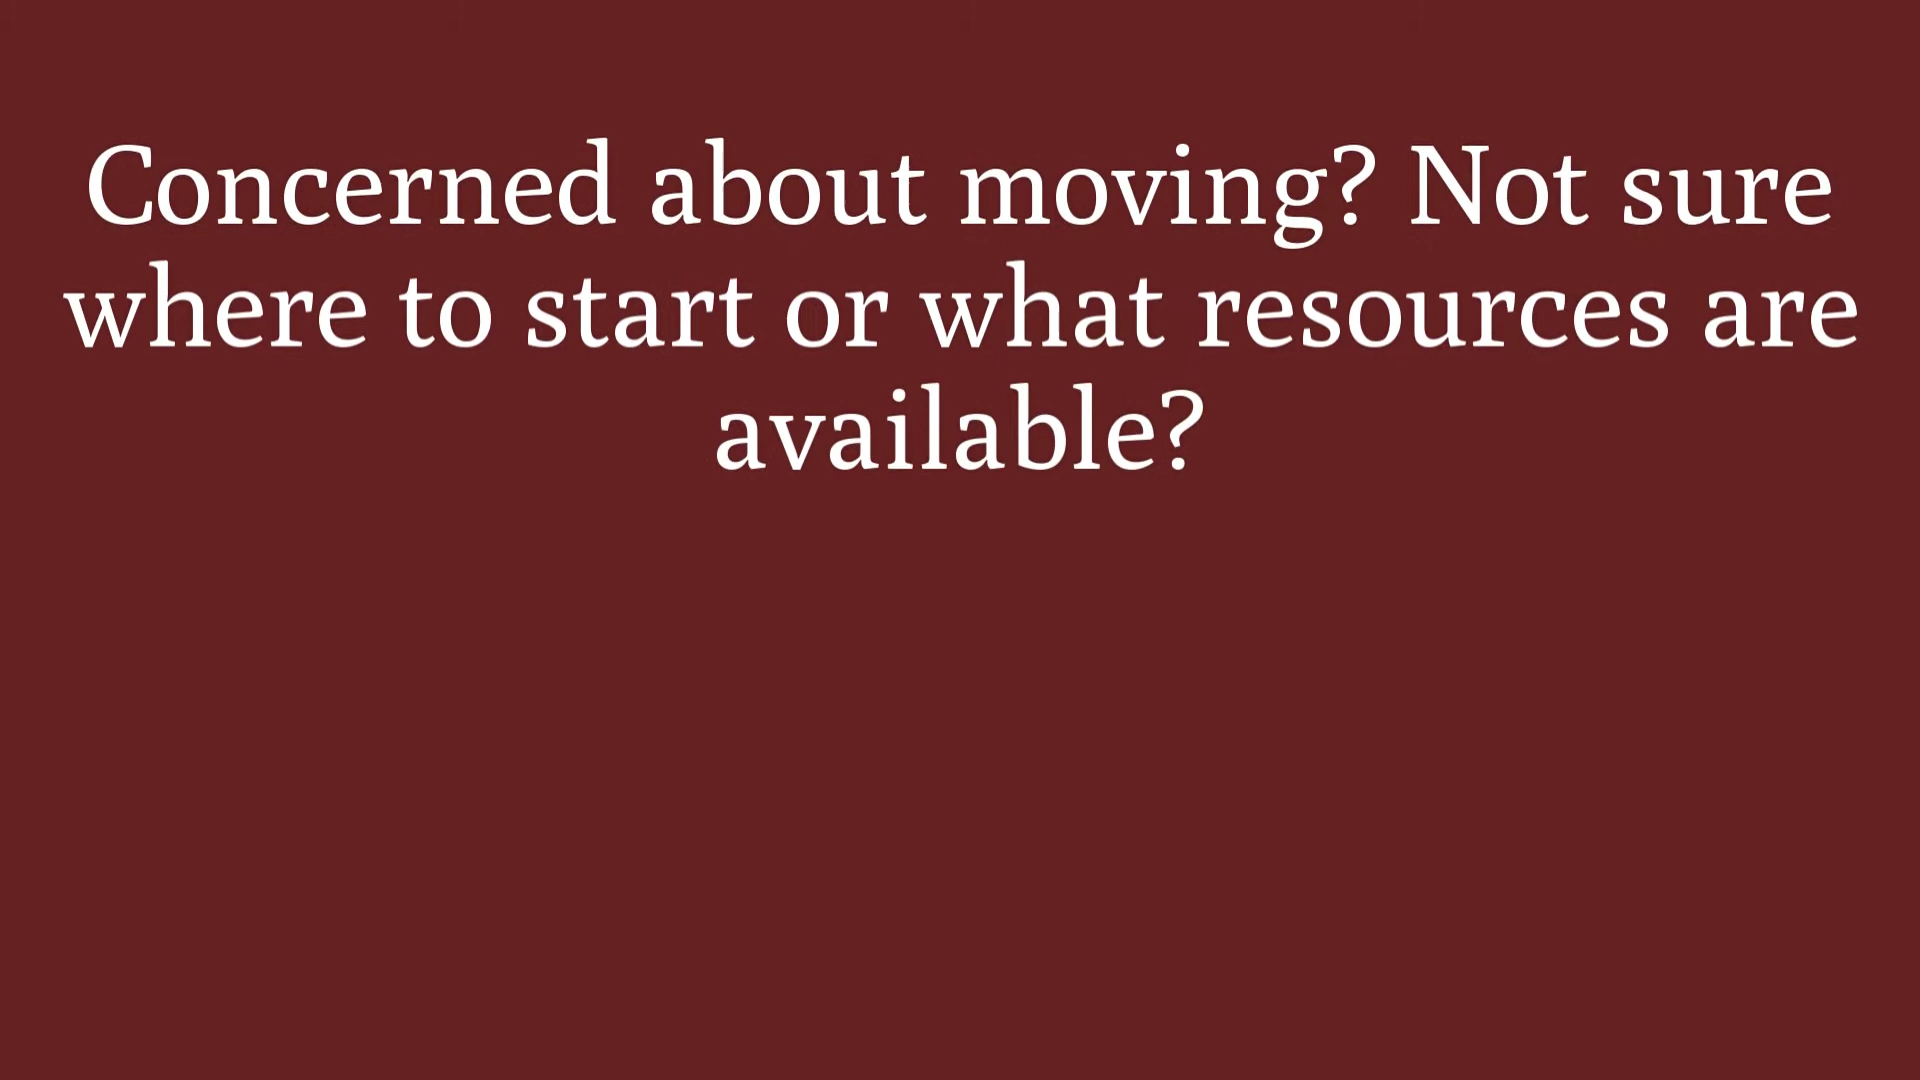 Concerned about moving? Not sure
where to start or what resources are
available?